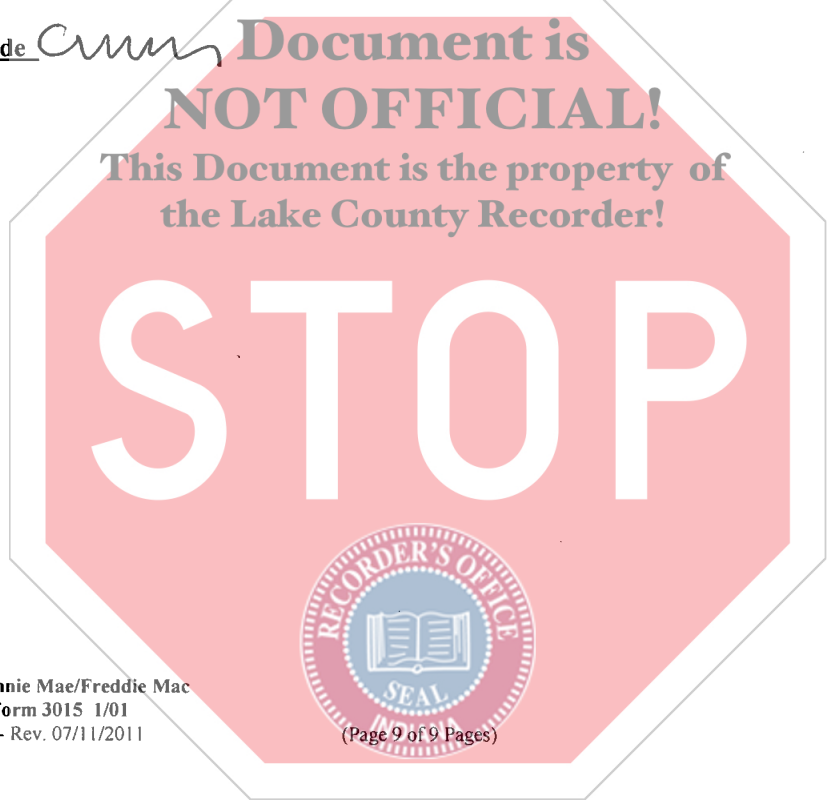 de
Document is
NOT OFFICIAL!
This Document is the property of
the Lake County Recorder!
STOP
RECORDER'S OFFICE
SEAL
INDIANA
nnie Mae/Freddie Mac
orm 3015 1/01
- Rev. 07/11/2011
(Page 9 of 9 Pages)